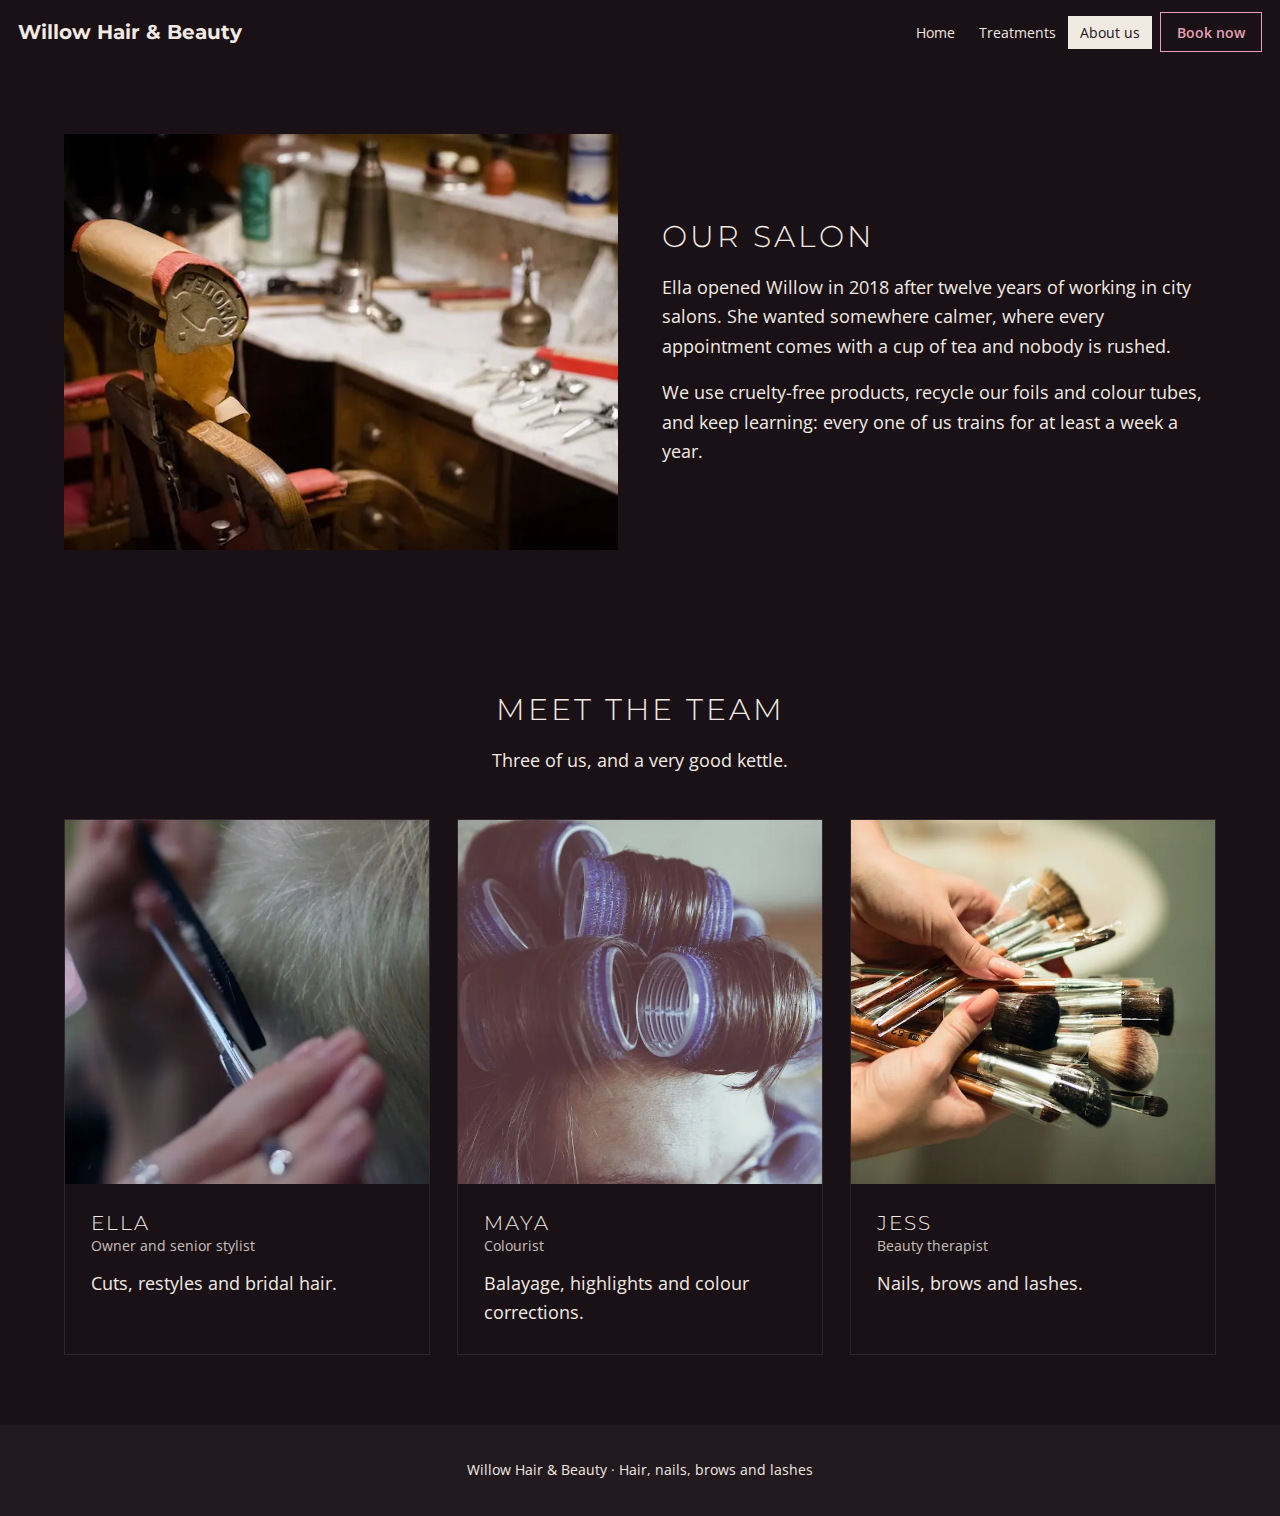 Willow Hair & Beauty
Home
Treatments
About us
Book now
FEDORA
OUR SALON
Ella opened Willow in 2018 after twelve years of working in city
salons. She wanted somewhere calmer, where every
appointment comes with a cup of tea and nobody is rushed.
We use cruelty-free products, recycle our foils and colour tubes,
and keep learning: every one of us trains for at least a week a
year.
MEET THE TEAM
Three of us, and a very good kettle.
ELLA
Owner and senior stylist
Cuts, restyles and bridal hair.
MAYA
Colourist
Balayage, highlights and colour
corrections.
JESS
Beauty therapist
Nails, brows and lashes.
Willow Hair & Beauty · Hair, nails, brows and lashes